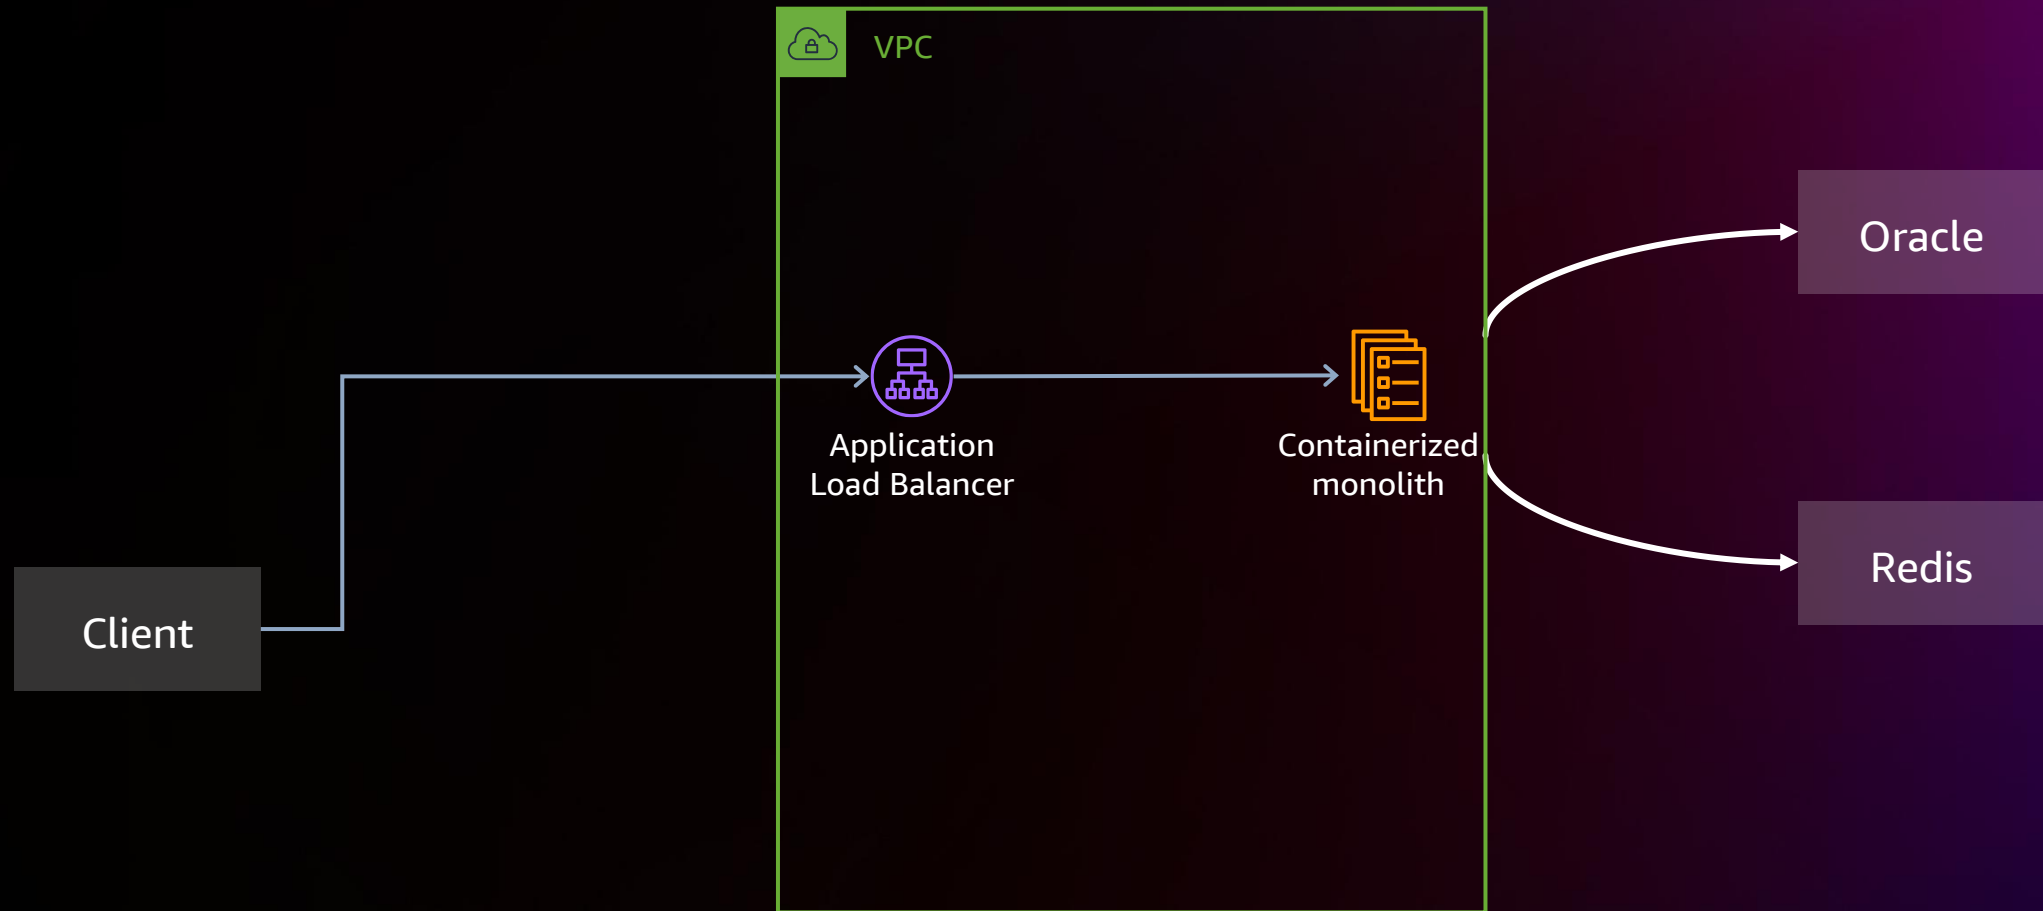 VPC
Oracle
Application
Load Balancer
Containerized
monolith
Redis
Client